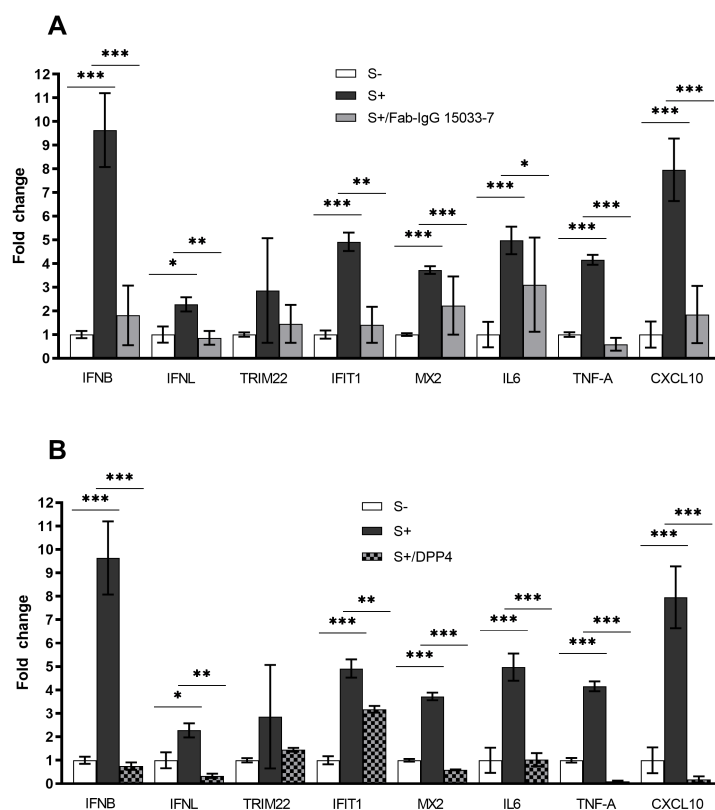 A
*** ***
*** ***
S-
S+
S+/Fab-IgG 15033-7
*** ** *** *
*** *** ***
** * *** ***
Fold change
12
11
10
9
8
7
6
5
4
3
2
1
0
IFNB IFNL TRIM22 IFIT1 MX2 IL6 TNF-A CXCL10
B
*** ***
*** ***
S-
S+
S+/DPP4
*** ** *** ***
*** *** *** ***
** *
Fold change
12
11
10
9
8
7
6
5
4
3
2
1
0
IFNB IFNL TRIM22 IFIT1 MX2 IL6 TNF-A CXCL10